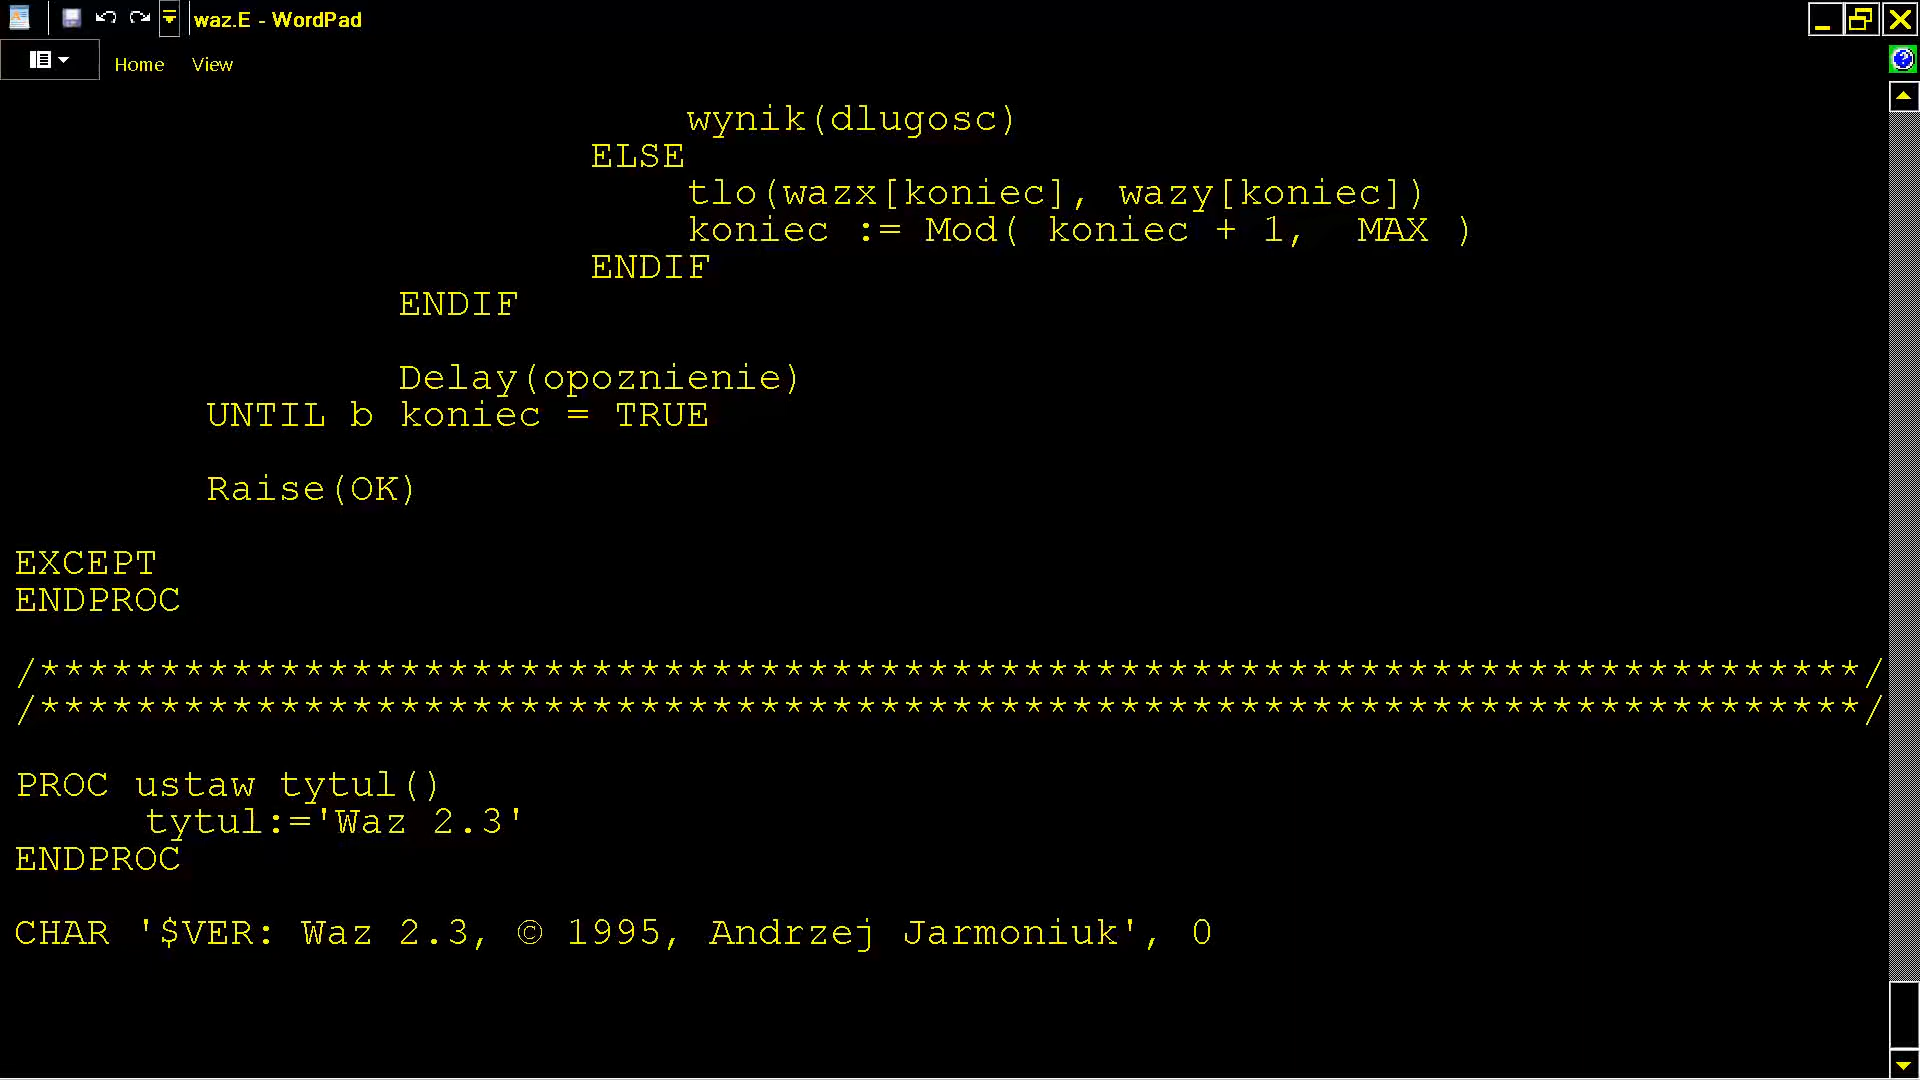 waz.E - WordPad
Home View
wynik(dlugosc)
ELSE
tlo(wazx[koniec], wazy[koniec])
koniec := Mod( koniec + 1,  MAX )
ENDIF
ENDIF
Delay(opoznienie)
UNTIL b koniec = TRUE
Raise(OK)
EXCEPT
ENDPROC
/****************************************************************************/
/****************************************************************************/
PROC ustaw tytul()
tytul:='Waz 2.3'
ENDPROC
CHAR '$VER: Waz 2.3, © 1995, Andrzej Jarmoniuk', 0